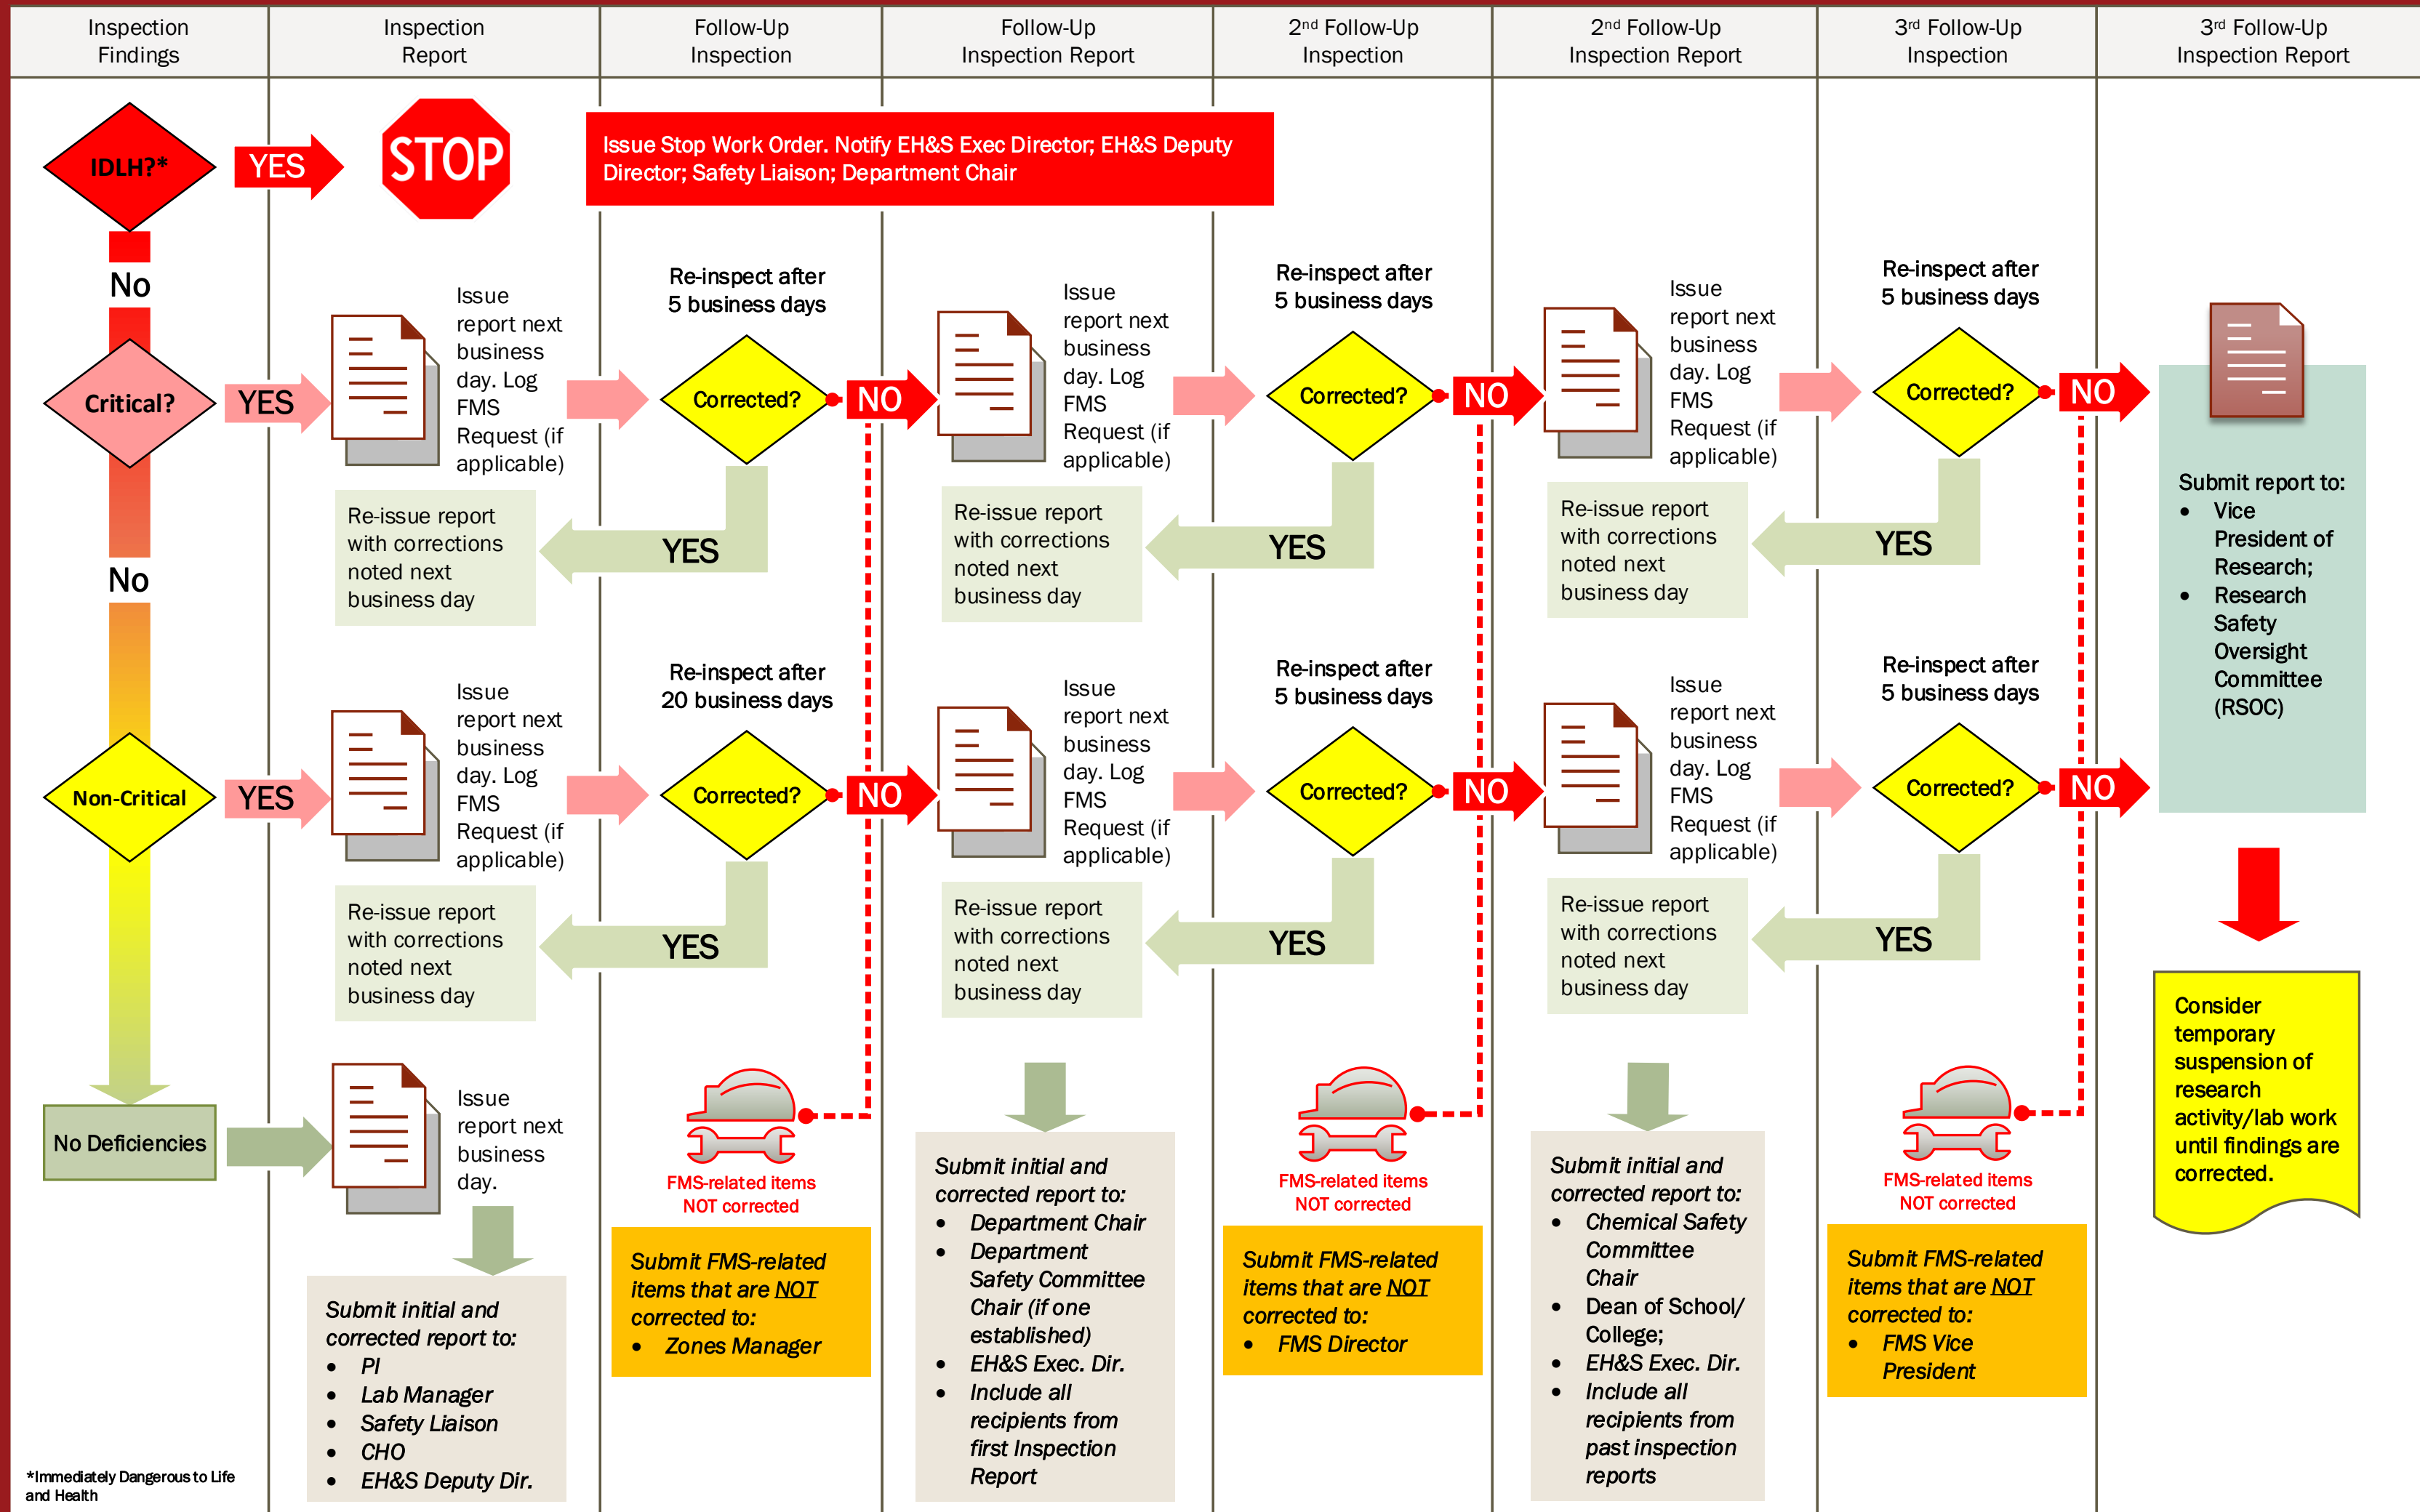 Inspection
Findings
Inspection
Report
Follow-Up
Inspection
Follow-Up
Inspection Report
2nd Follow-Up
Inspection
2nd Follow-Up
Inspection Report
3rd Follow-Up
Inspection
3rd Follow-Up
Inspection Report
IDLH?*
YES
STOP
Issue Stop Work Order. Notify EH&S Exec Director; EH&S Deputy
Director; Safety Liaison; Department Chair
No
Critical?
YES
Issue
report next
business
day. Log
FMS
Request (if
applicable)
Re-inspect after
5 business days
Corrected?
NO
YES
Re-issue report
with corrections
noted next
business day
Issue
report next
business
day. Log
FMS
Request (if
applicable)
Re-inspect after
5 business days
Corrected?
NO
YES
Re-issue report
with corrections
noted next
business day
Issue
report next
business
day. Log
FMS
Request (if
applicable)
Re-inspect after
5 business days
Corrected?
NO
YES
Re-issue report
with corrections
noted next
business day
Submit report to:
• Vice
President of
Research;
• Research
Safety
Oversight
Committee
(RSOC)
No
Non-Critical
YES
Issue
report next
business
day. Log
FMS
Request (if
applicable)
Re-inspect after
20 business days
Corrected?
NO
YES
Re-issue report
with corrections
noted next
business day
Issue
report next
business
day. Log
FMS
Request (if
applicable)
Re-inspect after
5 business days
Corrected?
NO
YES
Re-issue report
with corrections
noted next
business day
Issue
report next
business
day. Log
FMS
Request (if
applicable)
Re-inspect after
5 business days
Corrected?
NO
YES
Re-issue report
with corrections
noted next
business day
Consider
temporary
suspension of
research
activity/lab work
until findings are
corrected.
No Deficiencies
Issue
report next
business
day.
Submit initial and
corrected report to:
• PI
• Lab Manager
• Safety Liaison
• CHO
• EH&S Deputy Dir.
FMS-related items
NOT corrected
Submit FMS-related
items that are NOT
corrected to:
• Zones Manager
Submit initial and
corrected report to:
• Department Chair
• Department
Safety Committee
Chair (if one
established)
• EH&S Exec. Dir.
• Include all
recipients from
first Inspection
Report
FMS-related items
NOT corrected
Submit FMS-related
items that are NOT
corrected to:
• FMS Director
Submit initial and
corrected report to:
• Chemical Safety
Committee
Chair
• Dean of School/
College;
• EH&S Exec. Dir.
• Include all
recipients from
past inspection
reports
FMS-related items
NOT corrected
Submit FMS-related
items that are NOT
corrected to:
• FMS Vice
President
*Immediately Dangerous to Life
and Health